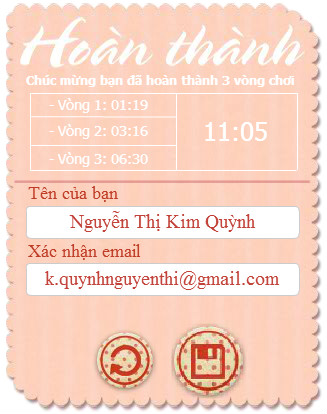 Hoàn thành
Chúc mừng bạn đã hoàn thành 3 vòng chơi
- Vòng 1: 01:19
- Vòng 2: 03:16
11:05
- Vòng 3: 06:30
Tên của bạn
Nguyễn Thị Kim Quỳnh
Xác nhận email
k.quynhnguyenthi@gmail.com